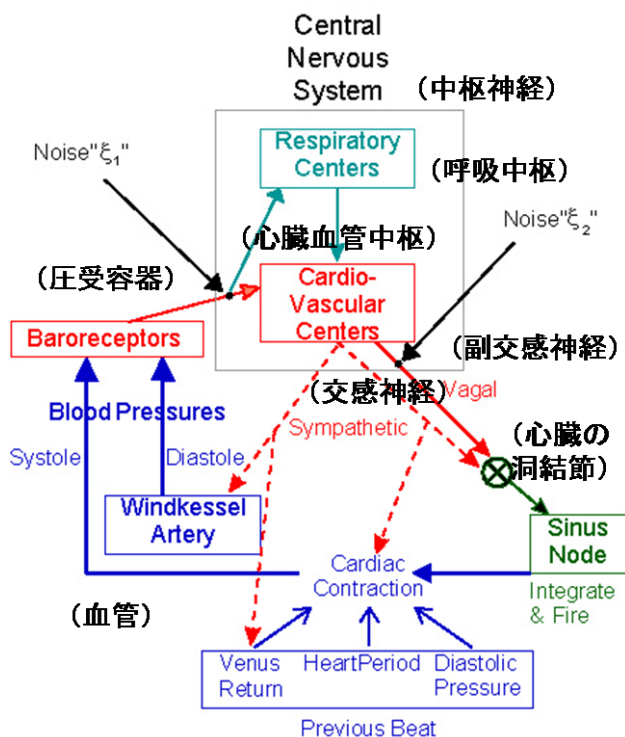 Central
Nervous
System
（中枢神経）
Respiratory
Centers
（呼吸中枢）
Noise"ξ1"
Noise"ξ2"
（心臓血管中枢）
（圧受容器）
Cardio-
Vascular
Centers
Baroreceptors
（副交感神経）
（交感神経）
Vagal
Blood Pressures
Sympathetic
（心臓の
洞結節）
Systole
Diastole
Windkessel
Artery
Sinus
Node
Cardiac
Contraction
Integrate
& Fire
（血管）
Venus
Return
HeartPeriod
Diastolic
Pressure
Previous Beat